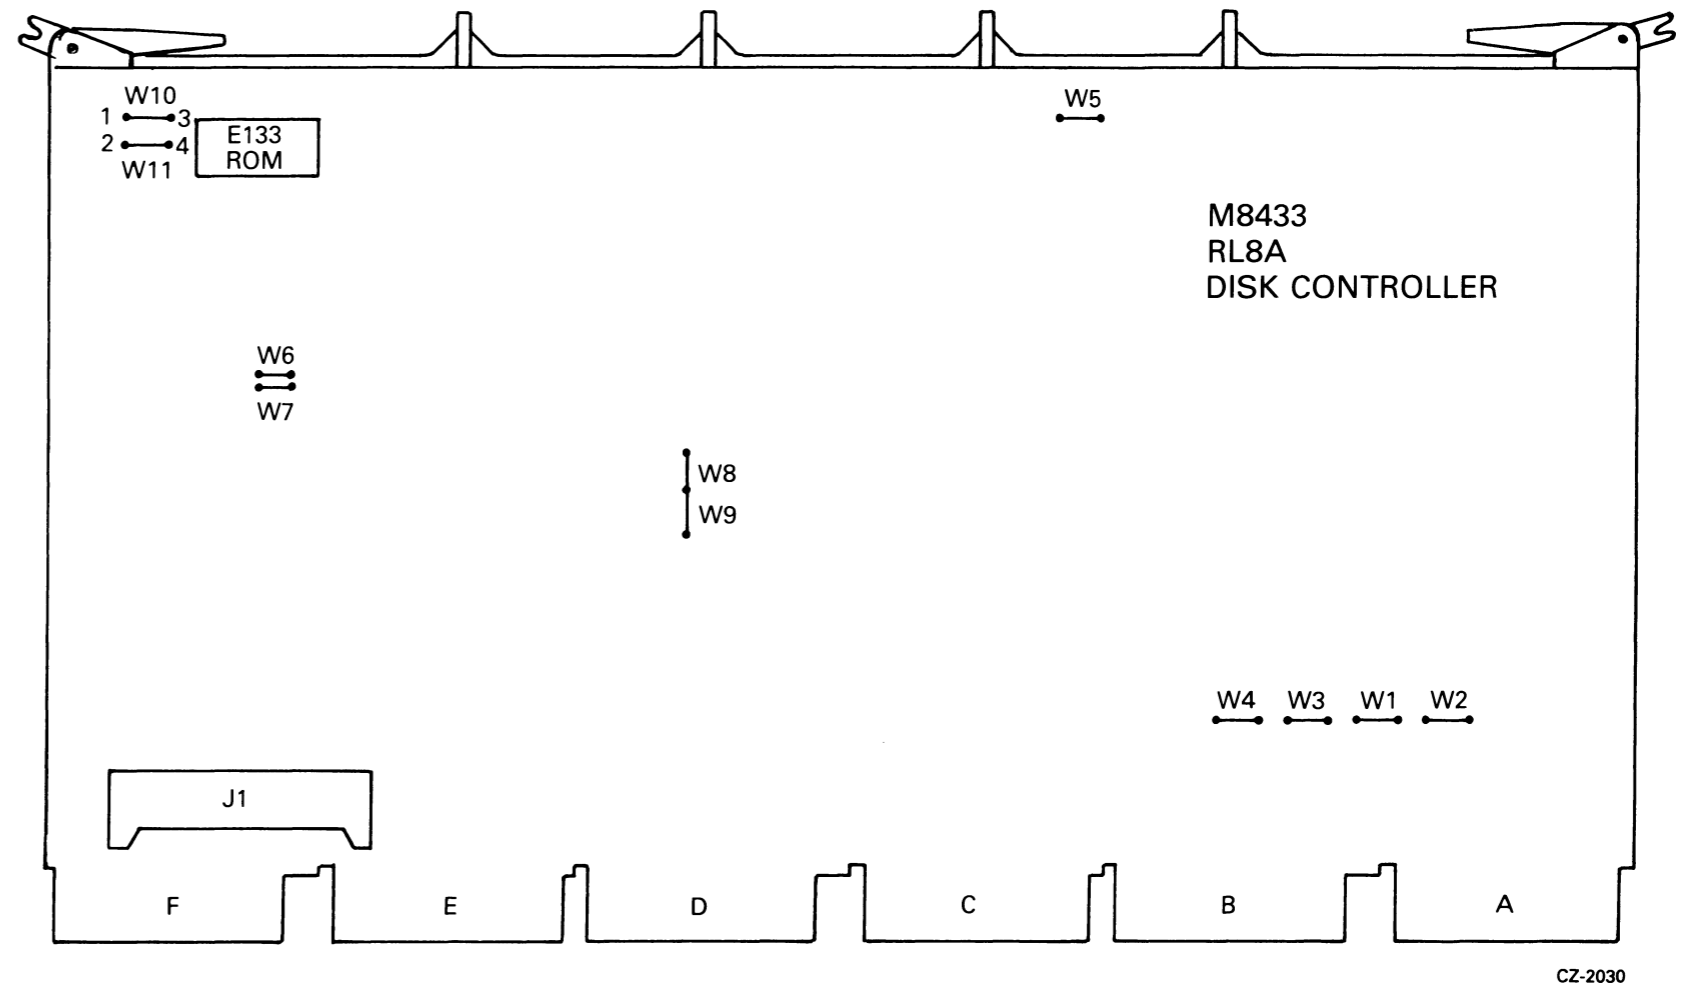 W10
1 3
2 4
W11
E133
ROM
W5
M8433
RL8A
DISK CONTROLLER
W6
W7
W8
W9
W4 W3 W1 W2
J1
F E D C B A
CZ-2030